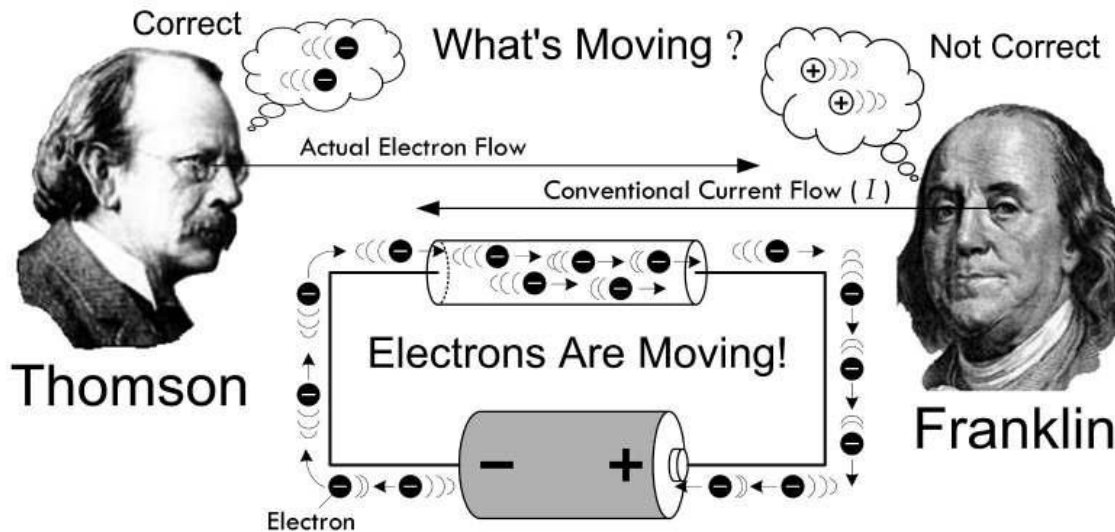 Correct
What's Moving ?
Not Correct
Actual Electron Flow
Conventional Current Flow ( I )
Electrons Are Moving!
Thomson
Franklin
− +
Electron